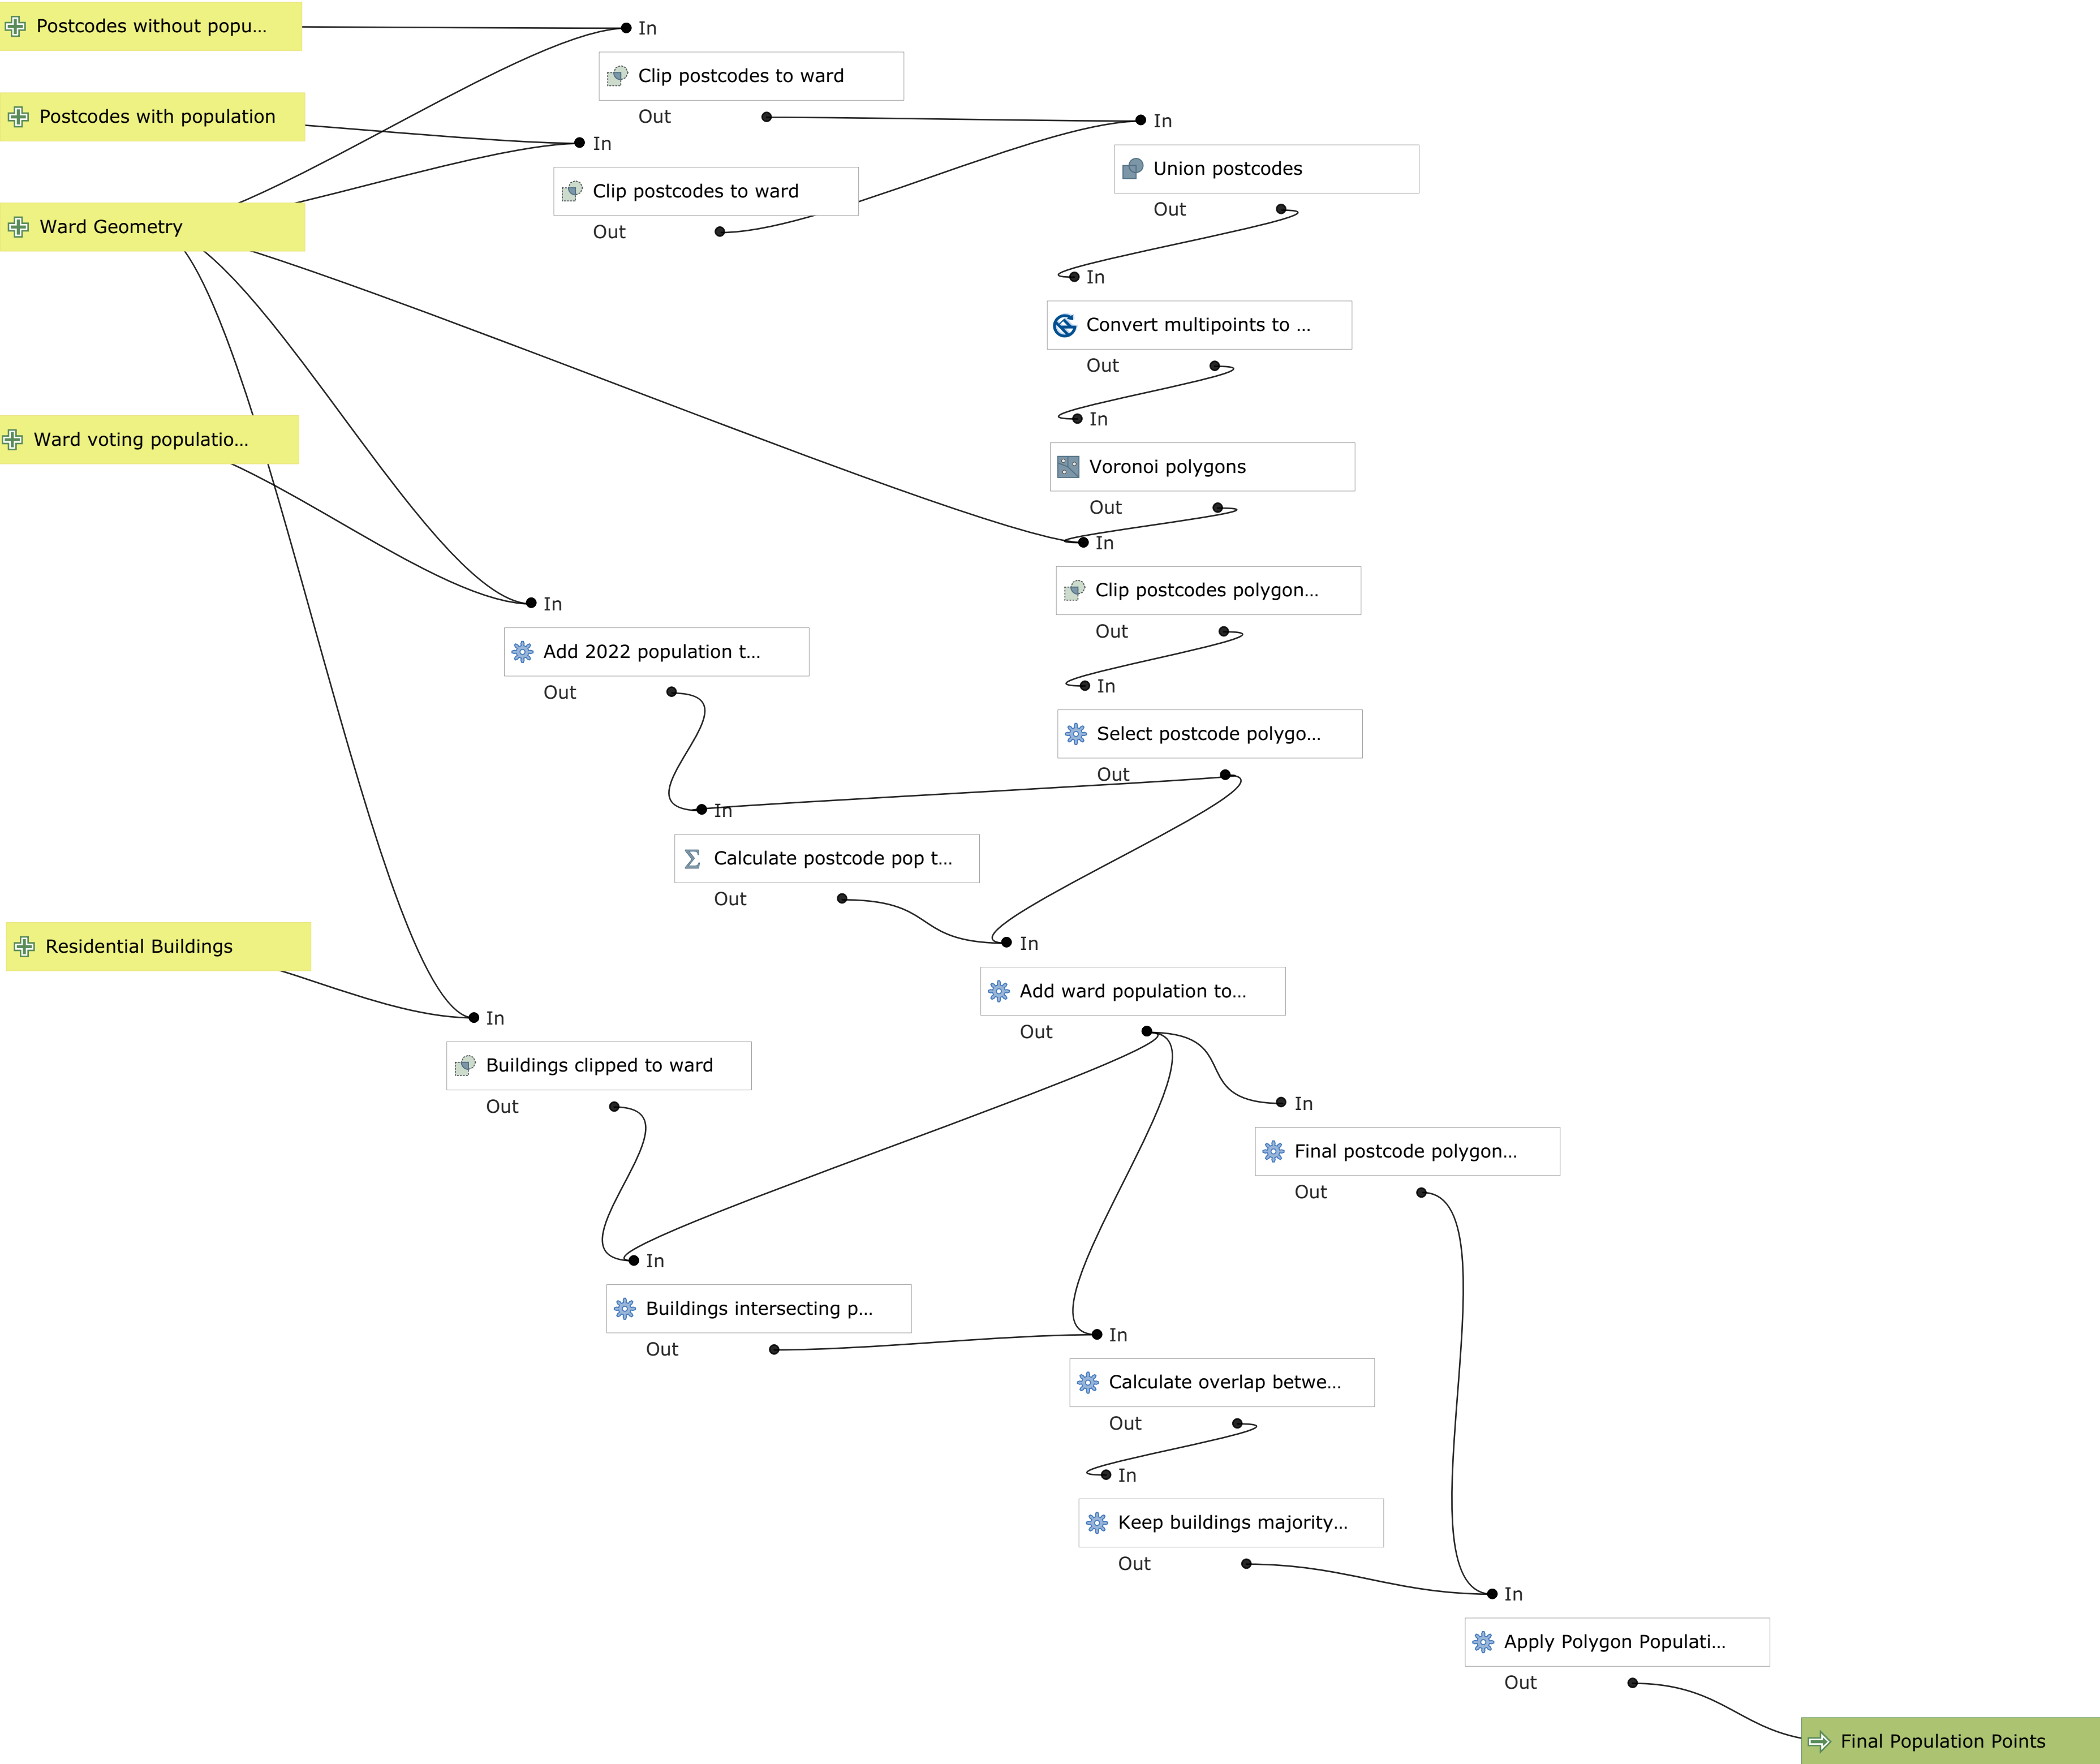 Postcodes without popu...
In
Clip postcodes to ward
Out
Postcodes with population
In
Clip postcodes to ward
Out
In
Union postcodes
Out
Ward Geometry
In
Convert multipoints to ...
Out
In
Voronoi polygons
Out
Ward voting populatio...
In
Clip postcodes polygon...
Out
In
Add 2022 population t...
Out
In
Select postcode polygo...
Out
In
Calculate postcode pop t...
Out
Residential Buildings
In
Add ward population to...
Out
In
Buildings clipped to ward
Out
In
Final postcode polygon...
Out
In
Buildings intersecting p...
Out
In
Calculate overlap betwe...
Out
In
Keep buildings majority...
Out
In
Apply Polygon Populati...
Out
Final Population Points